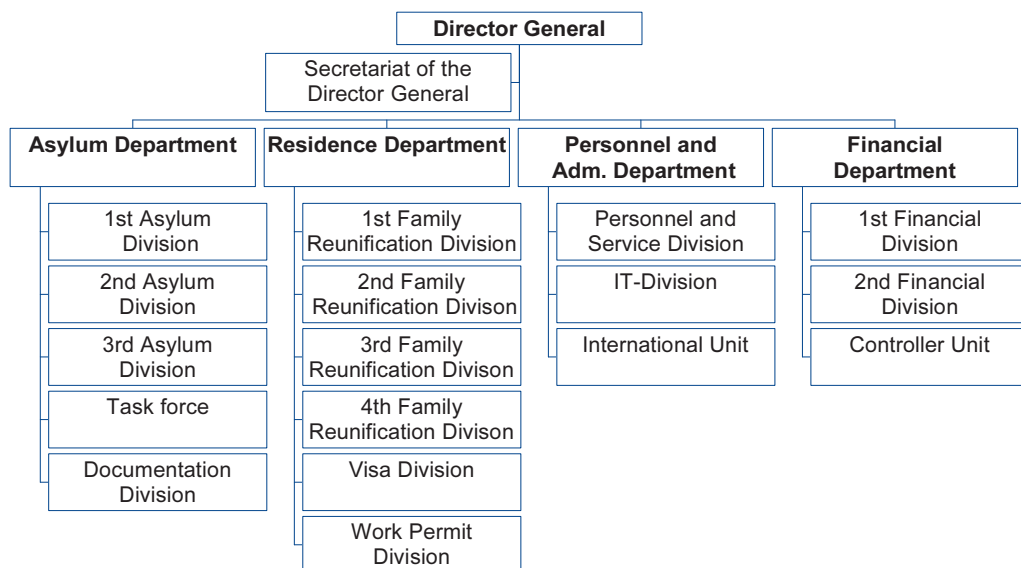 Director General
Secretariat of the
Director General
Asylum Department
1st Asylum
Division
2nd Asylum
Division
3rd Asylum
Division
Task force
Documentation
Division
Residence Department
1st Family
Reunification Division
2nd Family
Reunification Divison
3rd Family
Reunification Divison
4th Family
Reunification Divison
Visa Division
Work Permit
Division
Personnel and
Adm. Department
Personnel and
Service Division
IT-Division
International Unit
Financial
Department
1st Financial
Division
2nd Financial
Division
Controller Unit